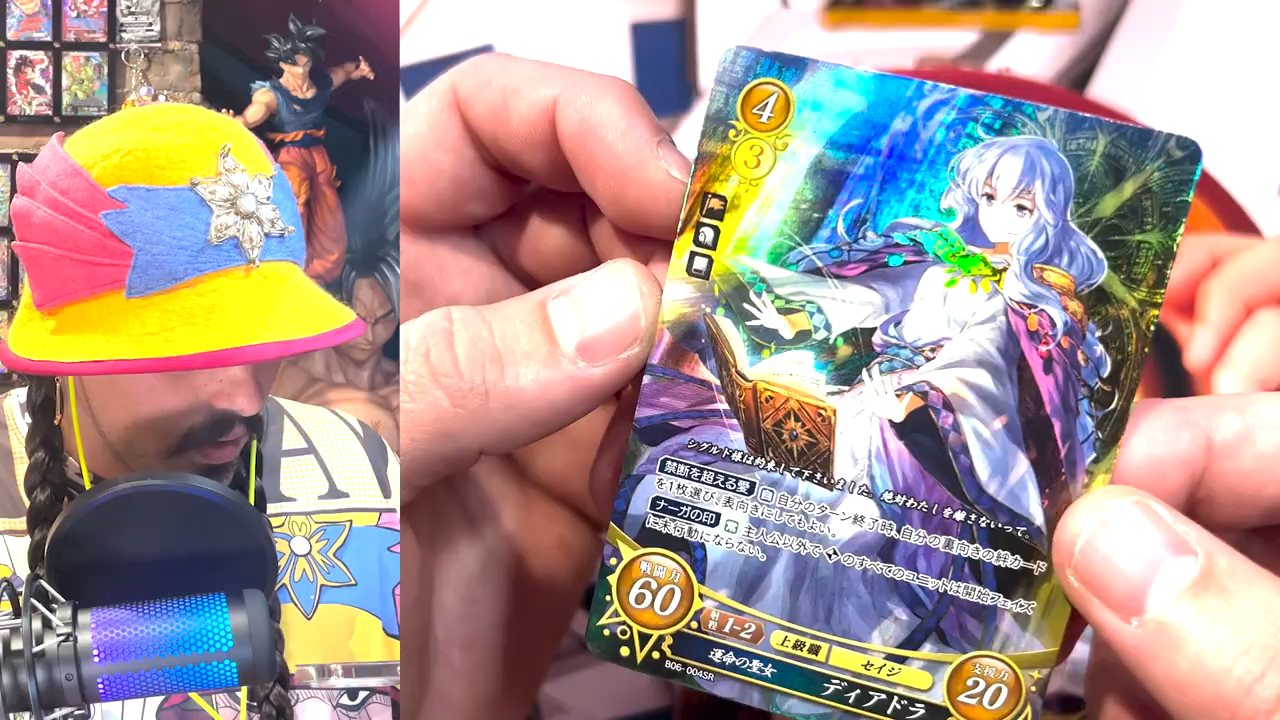 4
3
シグルド様は約束して下さいました。絶対わたしを離さないって。
禁断を超える愛 自 自分のターン終了時、自分の裏向きの絆カード
を1枚選び、表向きにしてもよい。
ナーガの印 常 主人公以外で のすべてのユニットは開始フェイズ
に未行動にならない。
戦闘力
60
射程 1-2
上級職
セイジ
支援力
20
運命の聖女
ディアドラ
B06-004SR